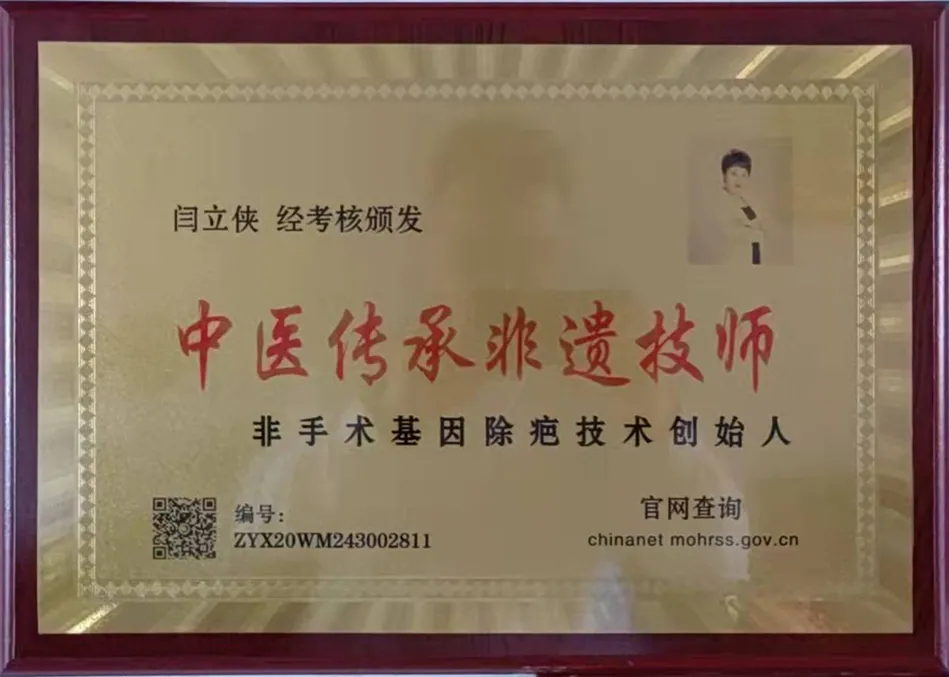 闫立侠 经考核颁发
中医传承非遗技师
非手术基因除疤技术创始人
编号：
ZYX20WM243002811
官网查询
chinanet mohrss.gov.cn